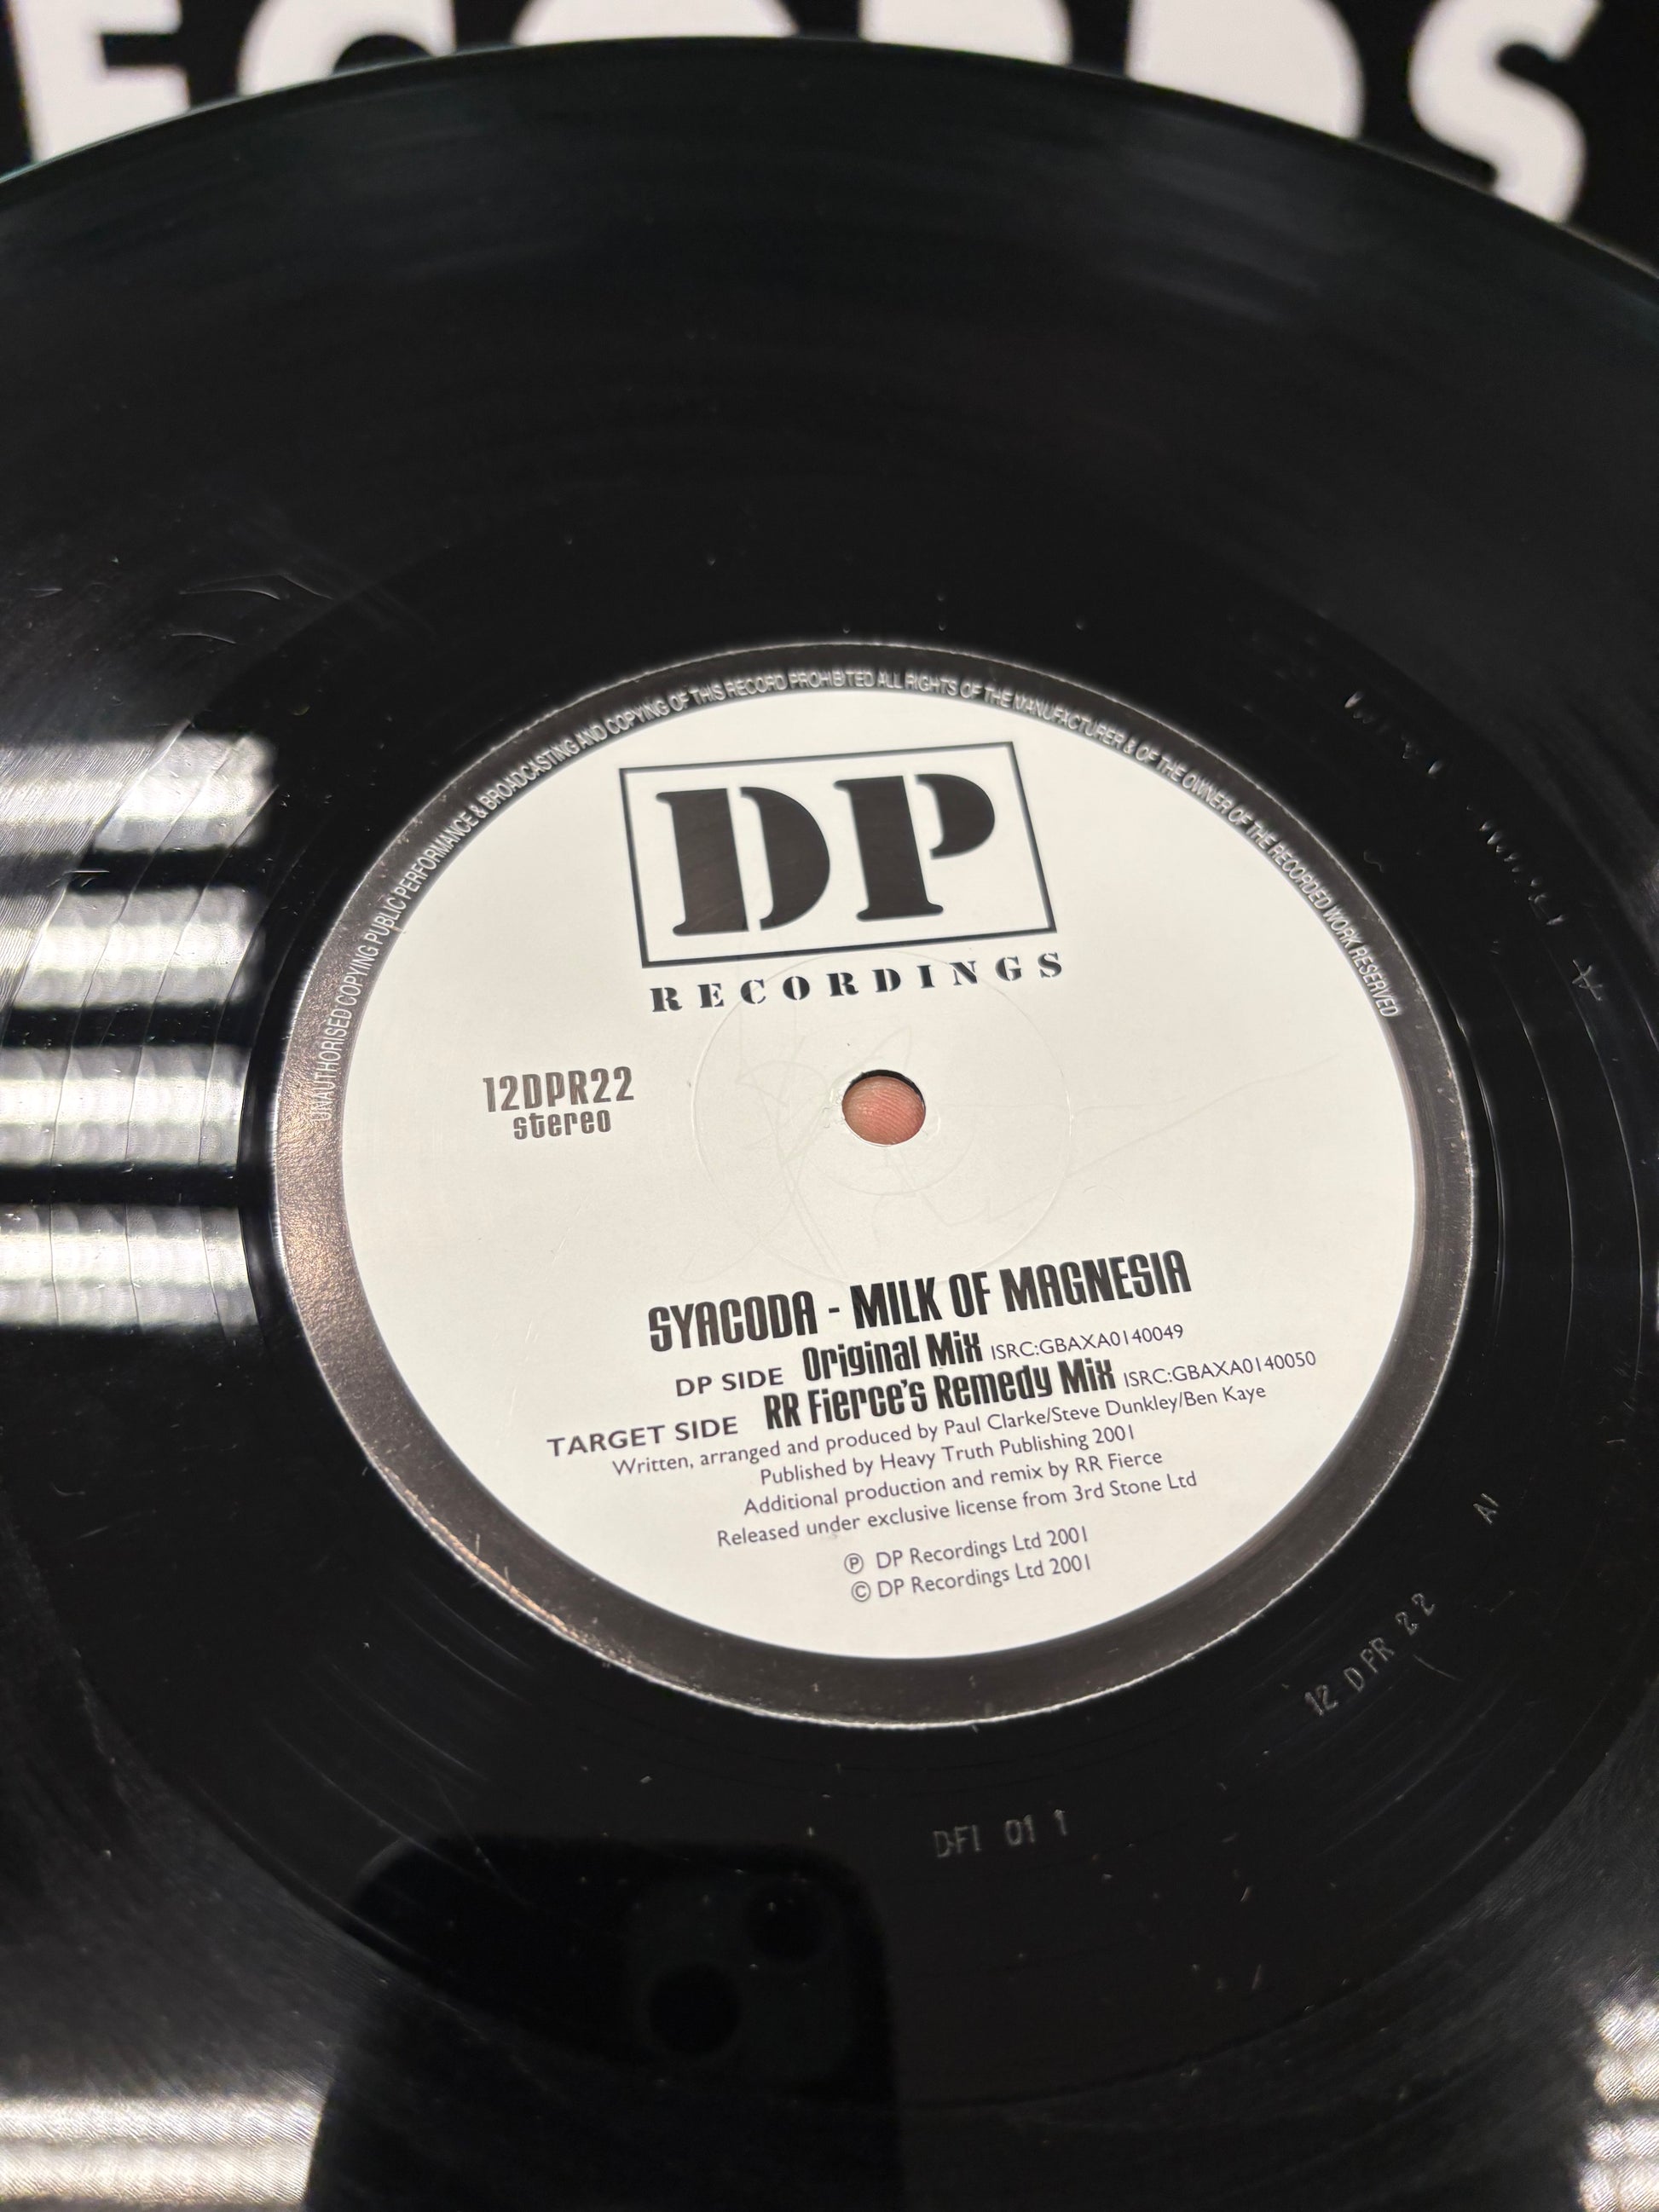 ECORDS
UNAUTHORISED COPYING PUBLIC PERFORMANCE & BROADCASTING AND COPYING OF THIS RECORD PROHIBITED ALL RIGHTS OF THE MANUFACTURER & OF THE OWNER OF THE RECORDED WORK RESERVED
DP
RECORDINGS
12DPR22
stereo
SYACODA - MILK OF MAGNESIA
DP SIDE Original Mix ISRC:GBAXA0140049
TARGET SIDE RR Fierce's Remedy Mix ISRC:GBAXA0140050
Written, arranged and produced by Paul Clarke/Steve Dunkley/Ben Kaye
Published by Heavy Truth Publishing 2001
Additional production and remix by RR Fierce
Released under exclusive license from 3rd Stone Ltd
Ⓟ DP Recordings Ltd 2001
© DP Recordings Ltd 2001
12 DPR 22 A1
DFI 01 1